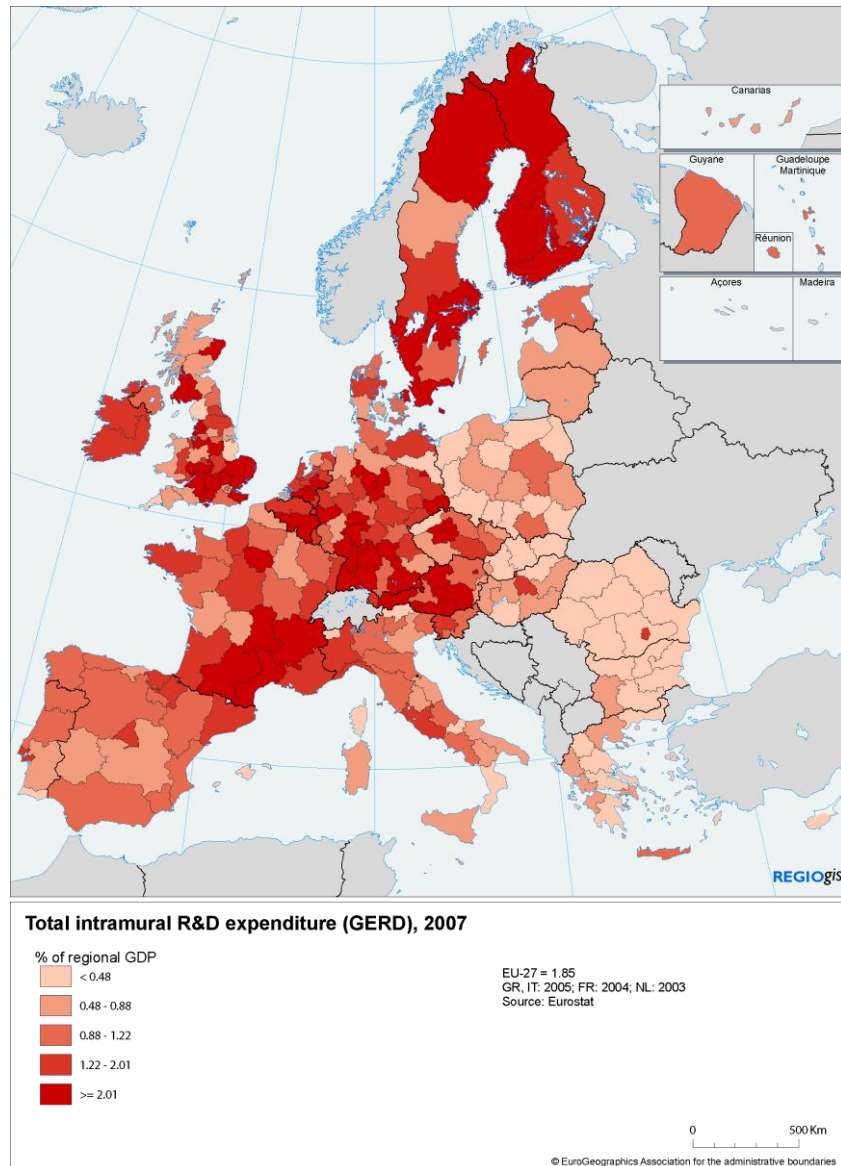 Canarias
Guyane
Guadeloupe
Martinique
Réunion
Açores
Madeira
REGIOgis
Total intramural R&D expenditure (GERD), 2007
% of regional GDP
< 0.48
0.48 - 0.88
0.88 - 1.22
1.22 - 2.01
>= 2.01
EU-27 = 1.85
GR, IT: 2005; FR: 2004; NL: 2003
Source: Eurostat
0 500 Km
© EuroGeographics Association for the administrative boundaries